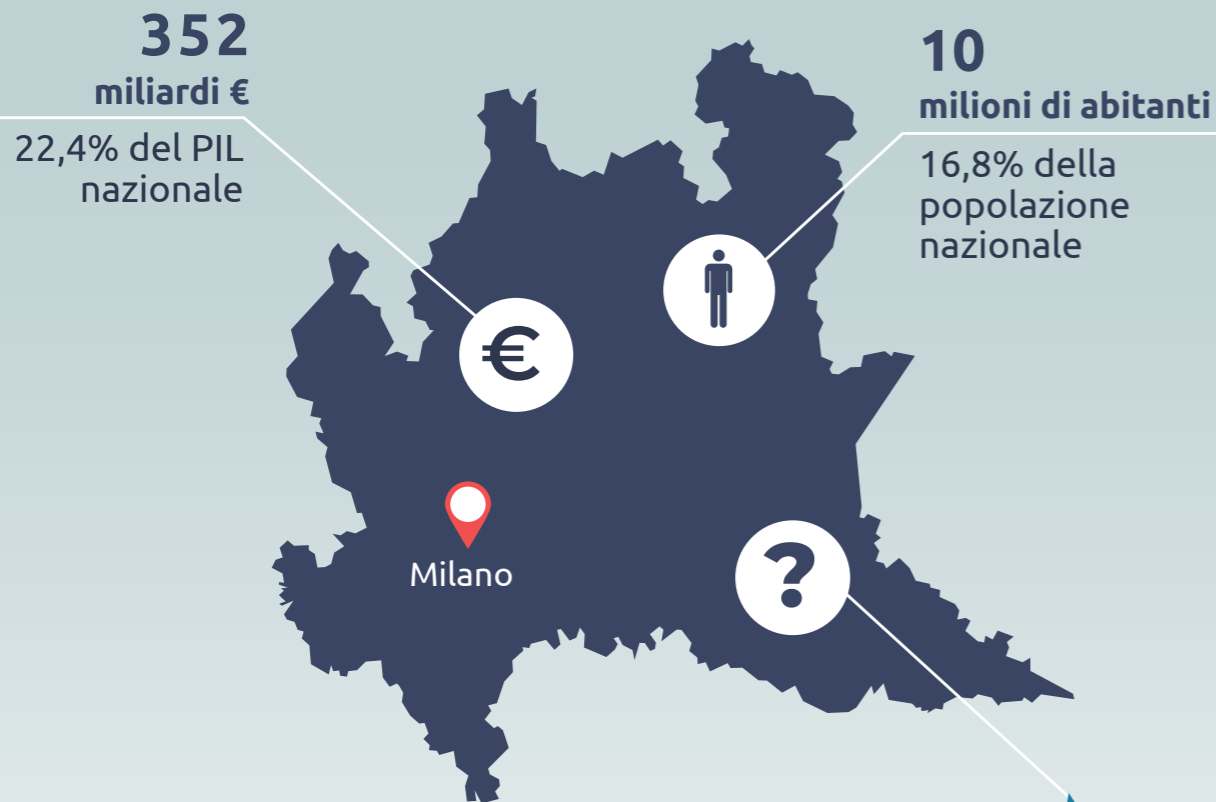 352
miliardi €
22,4% del PIL
nazionale
10
milioni di abitanti
16,8% della
popolazione
nazionale
€
Milano
?